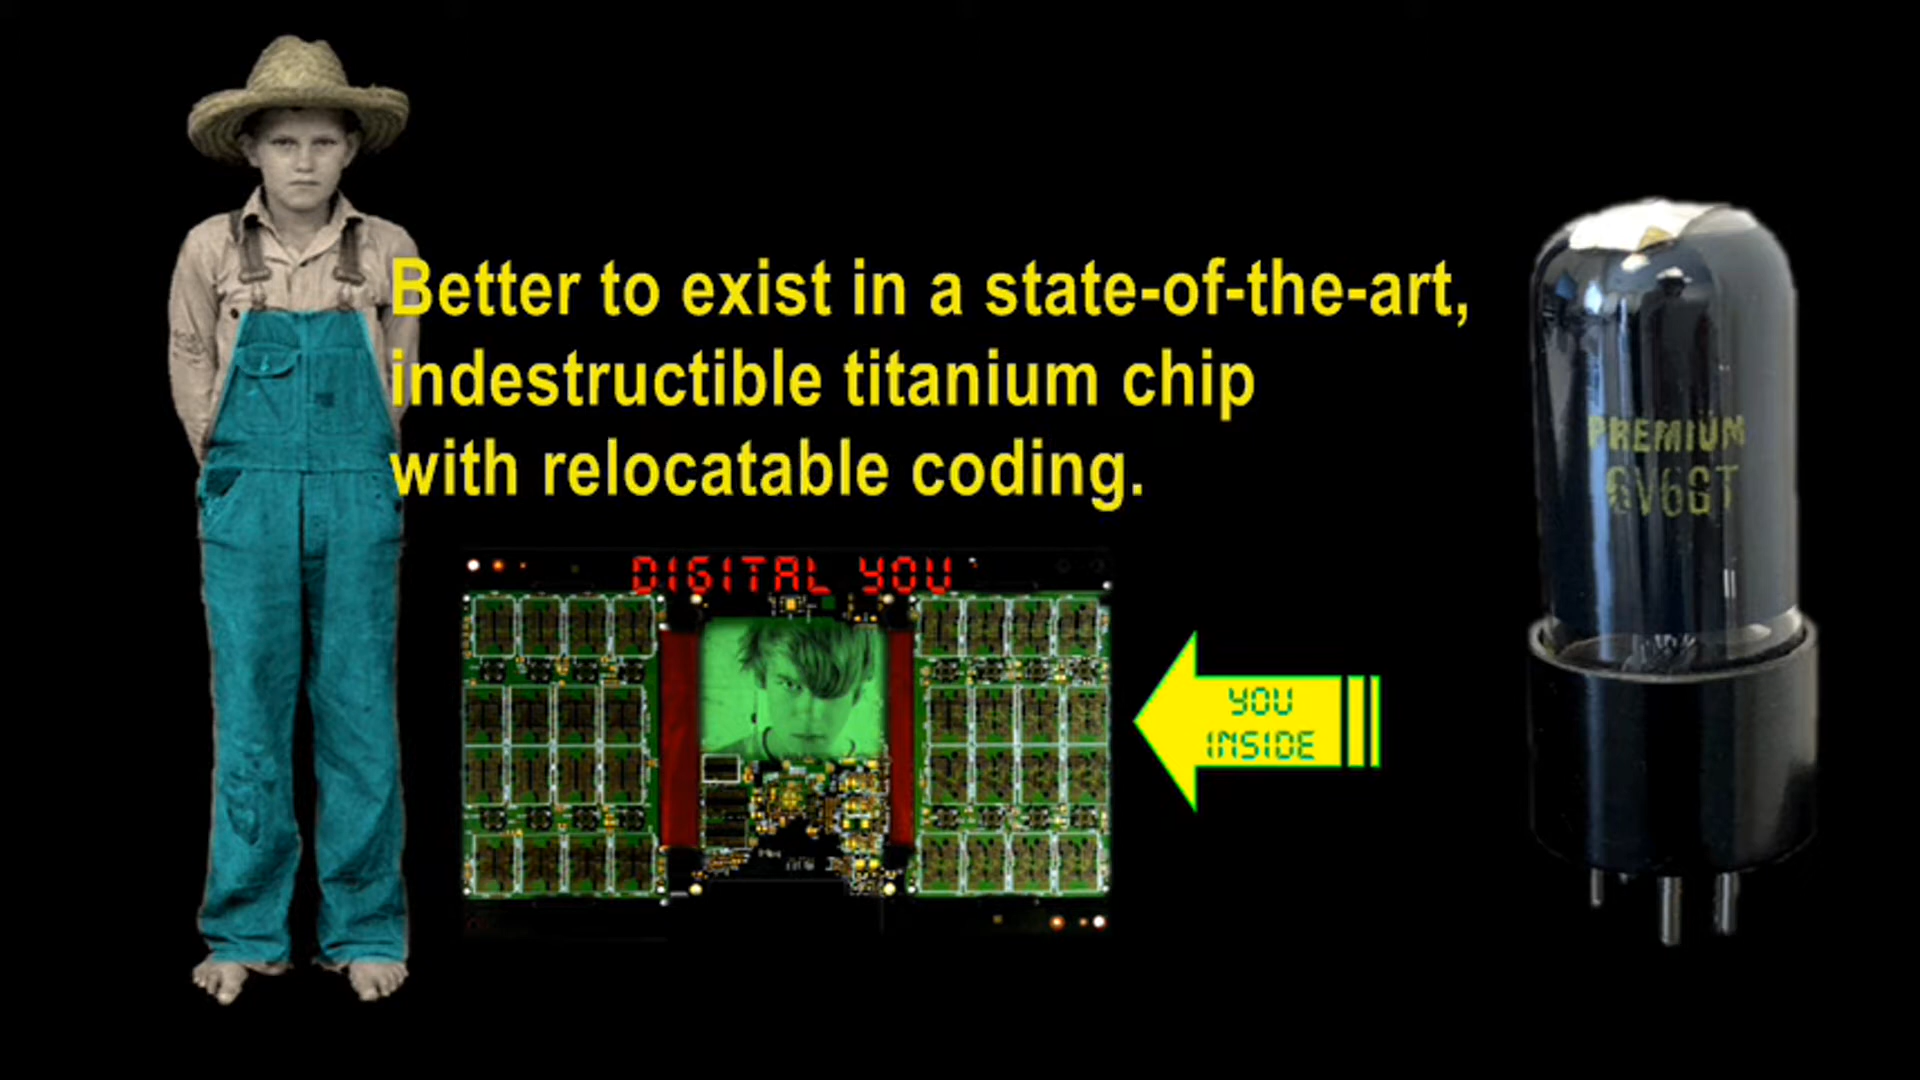 Better to exist in a state-of-the-art,
indestructible titanium chip
with relocatable coding.
DIGITAL YOU
YOU
INSIDE
PREMIUM
6V6GT